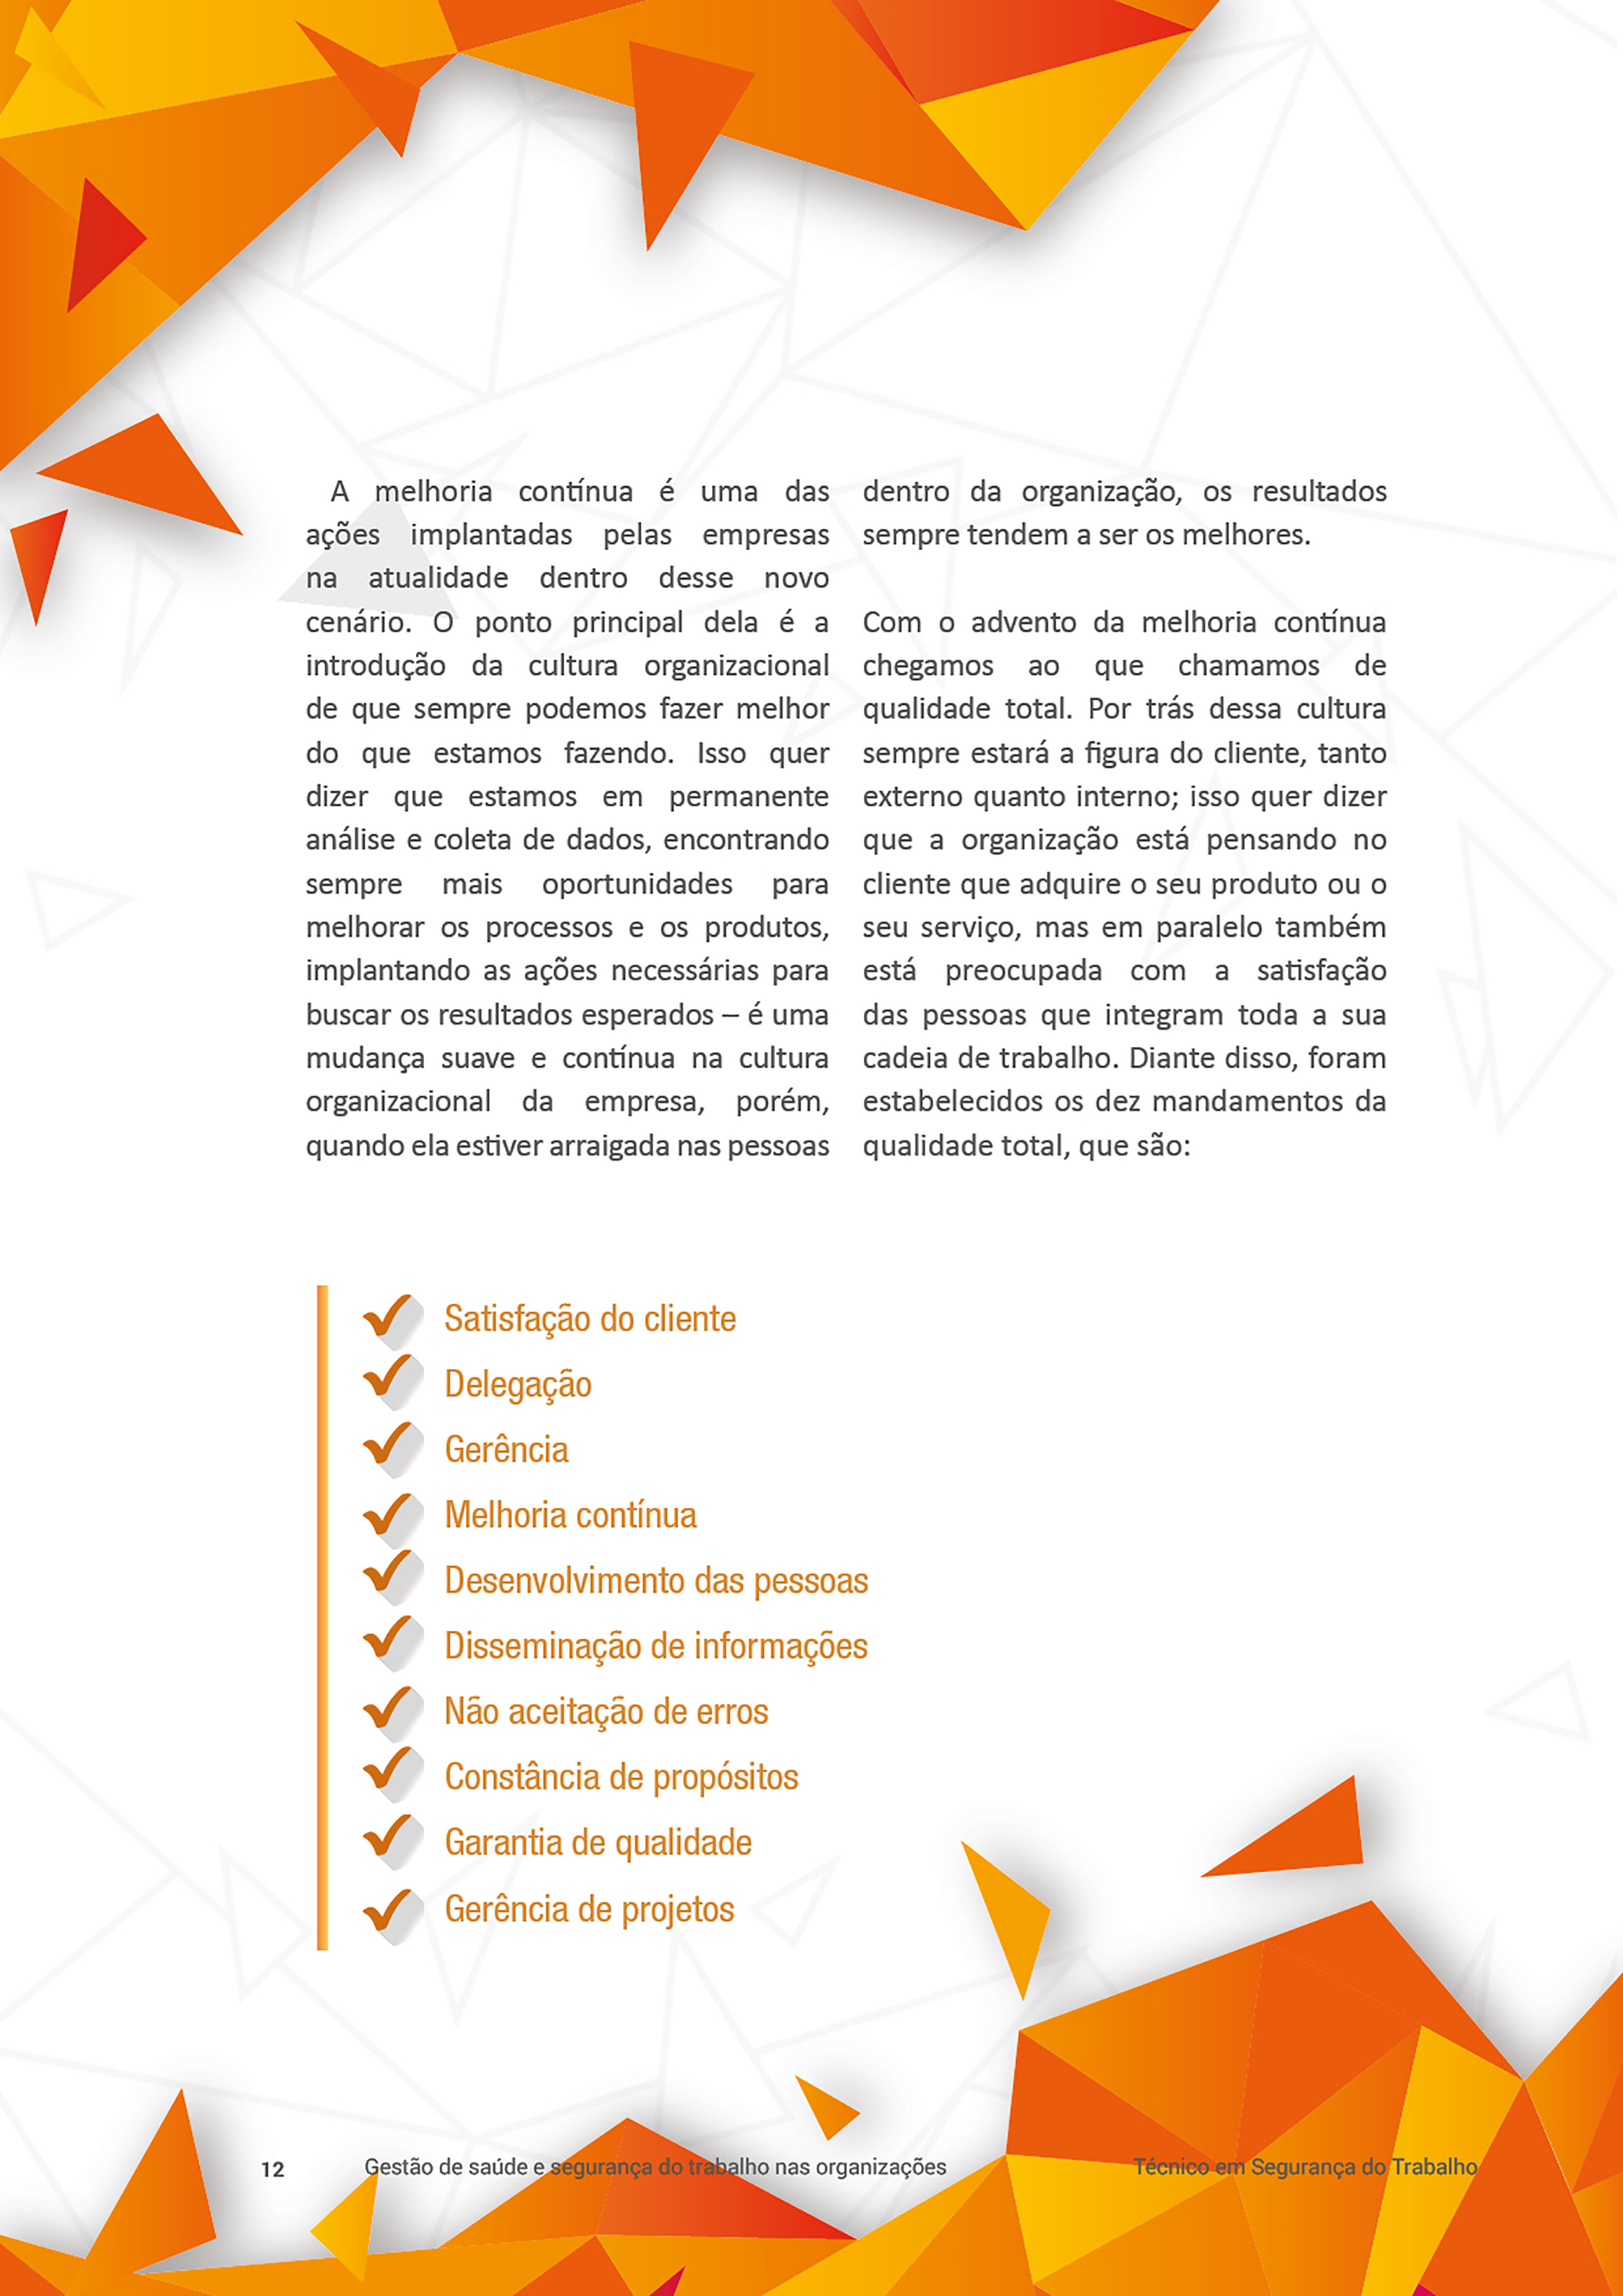 A melhoria contínua é uma das
ações implantadas pelas empresas
na atualidade dentro desse novo
cenário. O ponto principal dela é a
introdução da cultura organizacional
de que sempre podemos fazer melhor
do que estamos fazendo. Isso quer
dizer que estamos em permanente
análise e coleta de dados, encontrando
sempre mais oportunidades para
melhorar os processos e os produtos,
implantando as ações necessárias para
buscar os resultados esperados – é uma
mudança suave e contínua na cultura
organizacional da empresa, porém,
quando ela estiver arraigada nas pessoas
dentro da organização, os resultados
sempre tendem a ser os melhores.
Com o advento da melhoria contínua
chegamos ao que chamamos de
qualidade total. Por trás dessa cultura
sempre estará a figura do cliente, tanto
externo quanto interno; isso quer dizer
que a organização está pensando no
cliente que adquire o seu produto ou o
seu serviço, mas em paralelo também
está preocupada com a satisfação
das pessoas que integram toda a sua
cadeia de trabalho. Diante disso, foram
estabelecidos os dez mandamentos da
qualidade total, que são:
Satisfação do cliente
Delegação
Gerência
Melhoria contínua
Desenvolvimento das pessoas
Disseminação de informações
Não aceitação de erros
Constância de propósitos
Garantia de qualidade
Gerência de projetos
12 Gestão de saúde e segurança do trabalho nas organizações Técnico em Segurança do Trabalho